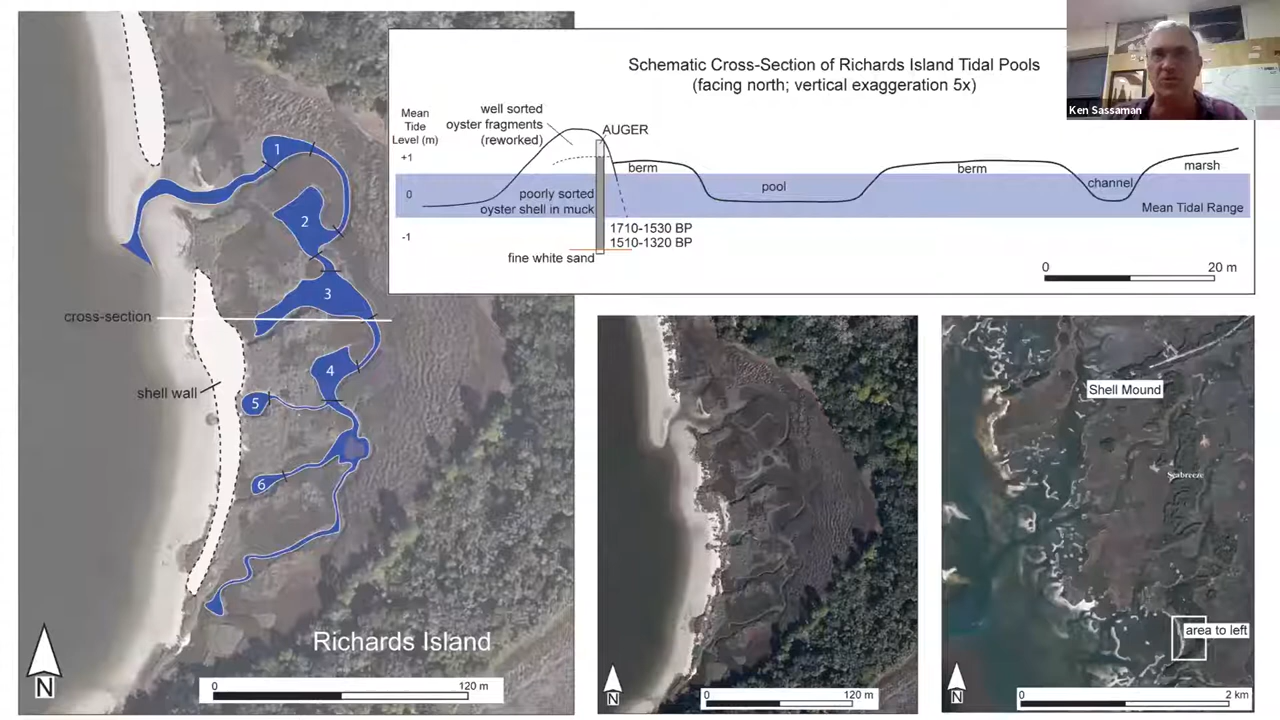 Schematic Cross-Section of Richards Island Tidal Pools
(facing north; vertical exaggeration 5x)
Ken Sassaman
Mean
Tide
Level (m)
+1
0
-1
well sorted
oyster fragments
(reworked)
AUGER
berm
pool
berm
channel
marsh
poorly sorted
oyster shell in muck
Mean Tidal Range
1710-1530 BP
1510-1320 BP
fine white sand
0 20 m
1
2
3
cross-section
4
shell wall
5
6
Richards Island
N
0 120 m
N
0 120 m
Shell Mound
Seabreeze
area to left
N
0 2 km